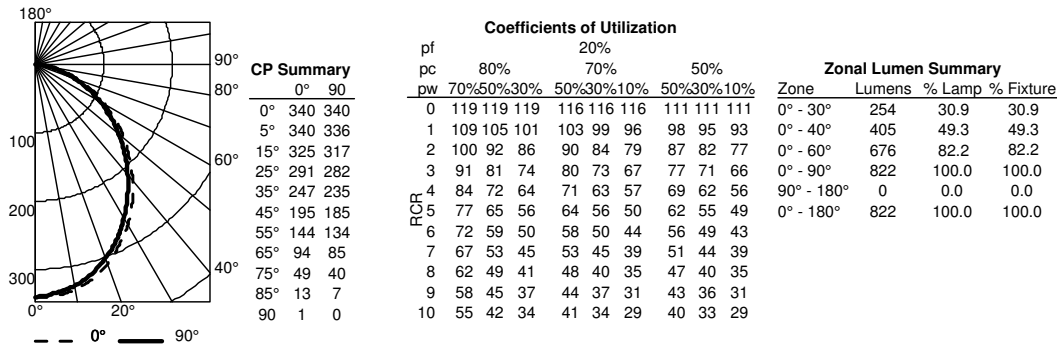 180°
90°
80°
60°
40°
20°
0°
100
200
300
0° 90°
CP Summary
0° 90
0° 340 340
5° 340 336
15° 325 317
25° 291 282
35° 247 235
45° 195 185
55° 144 134
65° 94 85
75° 49 40
85° 13 7
90 1 0
Coefficients of Utilization
pf 20%
pc 80% 70% 50%
pw 70%50%30% 50%30%10% 50%30%10%
RCR
0 119 119 119 116 116 116 111 111 111
1 109 105 101 103 99 96 98 95 93
2 100 92 86 90 84 79 87 82 77
3 91 81 74 80 73 67 77 71 66
4 84 72 64 71 63 57 69 62 56
5 77 65 56 64 56 50 62 55 49
6 72 59 50 58 50 44 56 49 43
7 67 53 45 53 45 39 51 44 39
8 62 49 41 48 40 35 47 40 35
9 58 45 37 44 37 31 43 36 31
10 55 42 34 41 34 29 40 33 29
Zonal Lumen Summary
Zone Lumens % Lamp % Fixture
0° - 30° 254 30.9 30.9
0° - 40° 405 49.3 49.3
0° - 60° 676 82.2 82.2
0° - 90° 822 100.0 100.0
90° - 180° 0 0.0 0.0
0° - 180° 822 100.0 100.0